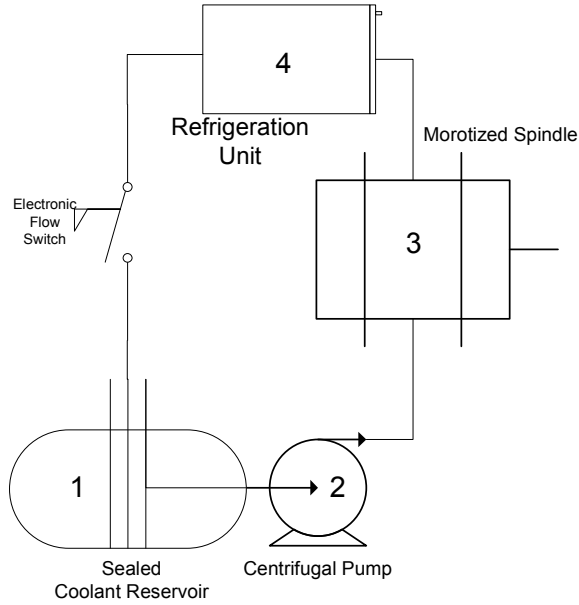 4
Refrigeration
Unit
Morotized Spindle
Electronic
Flow
Switch
3
1
2
Sealed
Coolant Reservoir
Centrifugal Pump